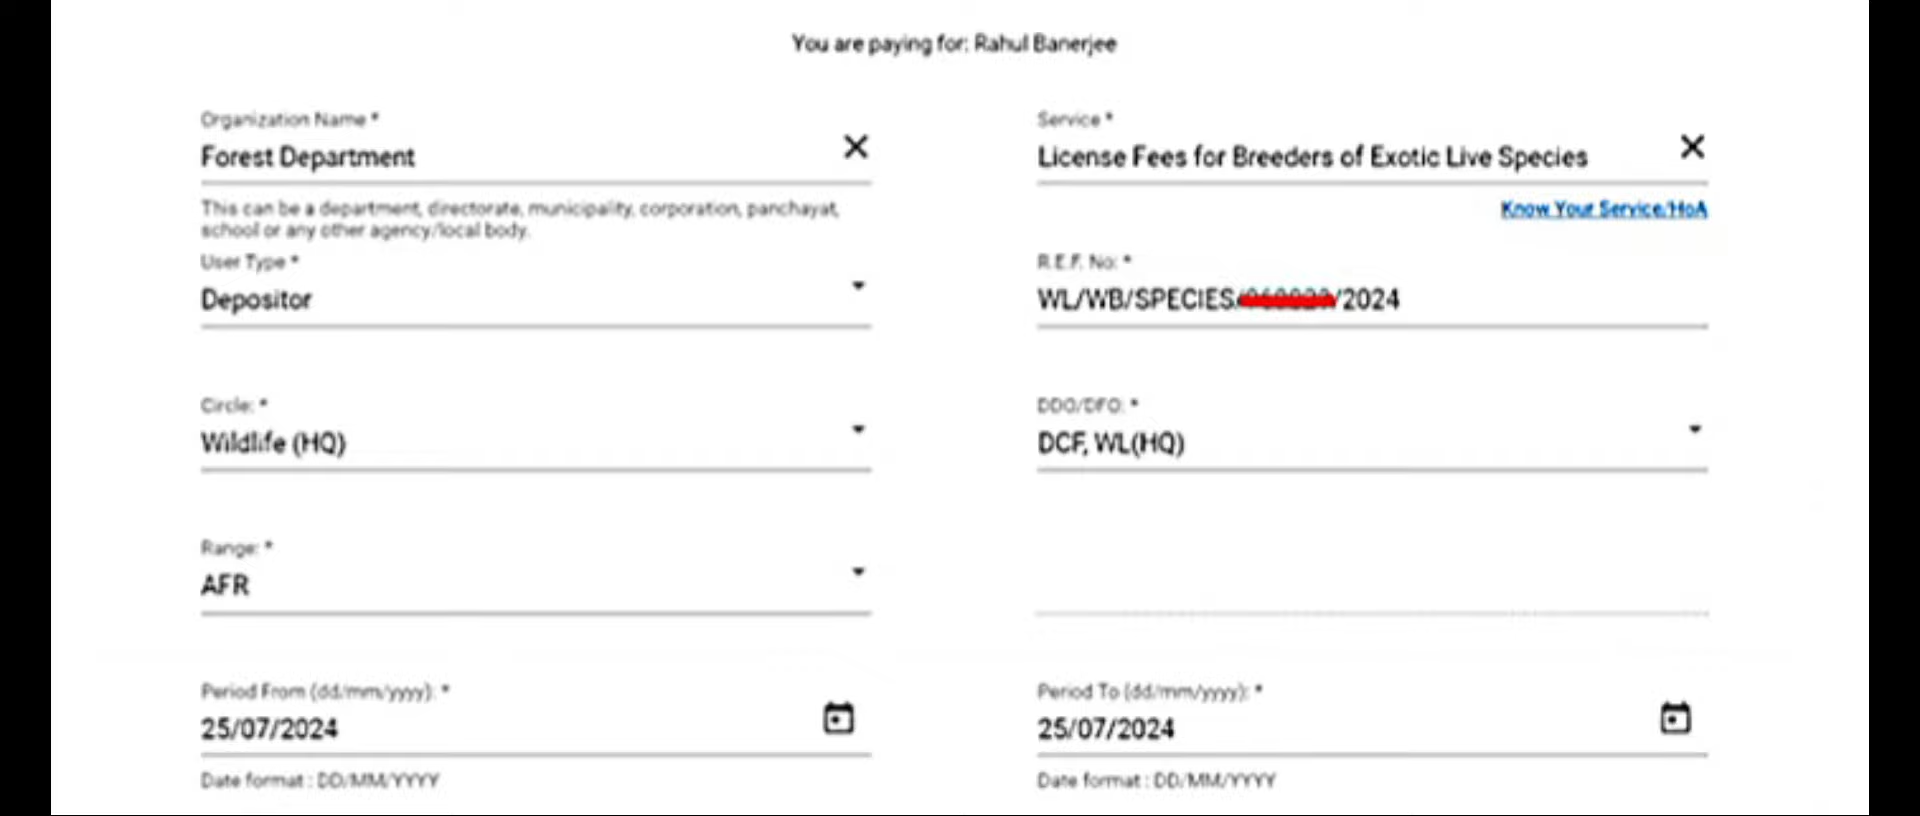 You are paying for: Rahul Banerjee
Organization Name *
Forest Department
This can be a department, directorate, municipality, corporation, panchayat,
school or any other agency/local body.
Service *
License Fees for Breeders of Exotic Live Species
Know Your Service/HoA
User Type *
Depositor
R.E.F. No: *
WL/WB/SPECIES/ /2024
Circle: *
Wildlife (HQ)
DDO/DFO: *
DCF, WL(HQ)
Range: *
AFR
Period From (dd/mm/yyyy): *
25/07/2024
Date format : DD/MM/YYYY
Period To (dd/mm/yyyy): *
25/07/2024
Date format : DD/MM/YYYY